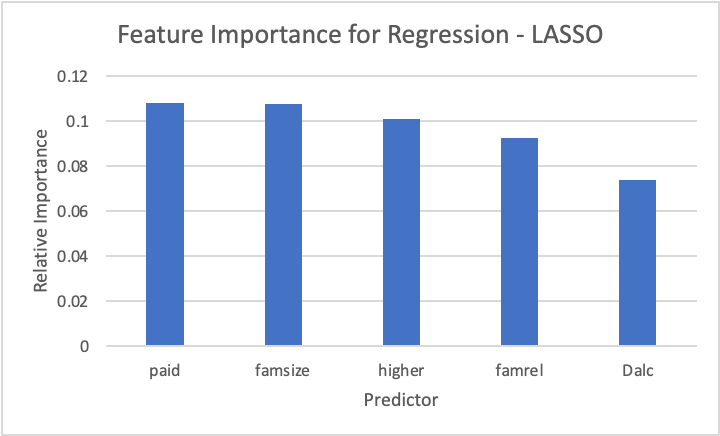 Feature Importance for Regression - LASSO
Relative Importance
0.12
0.1
0.08
0.06
0.04
0.02
0
paid famsize higher famrel Dalc
Predictor